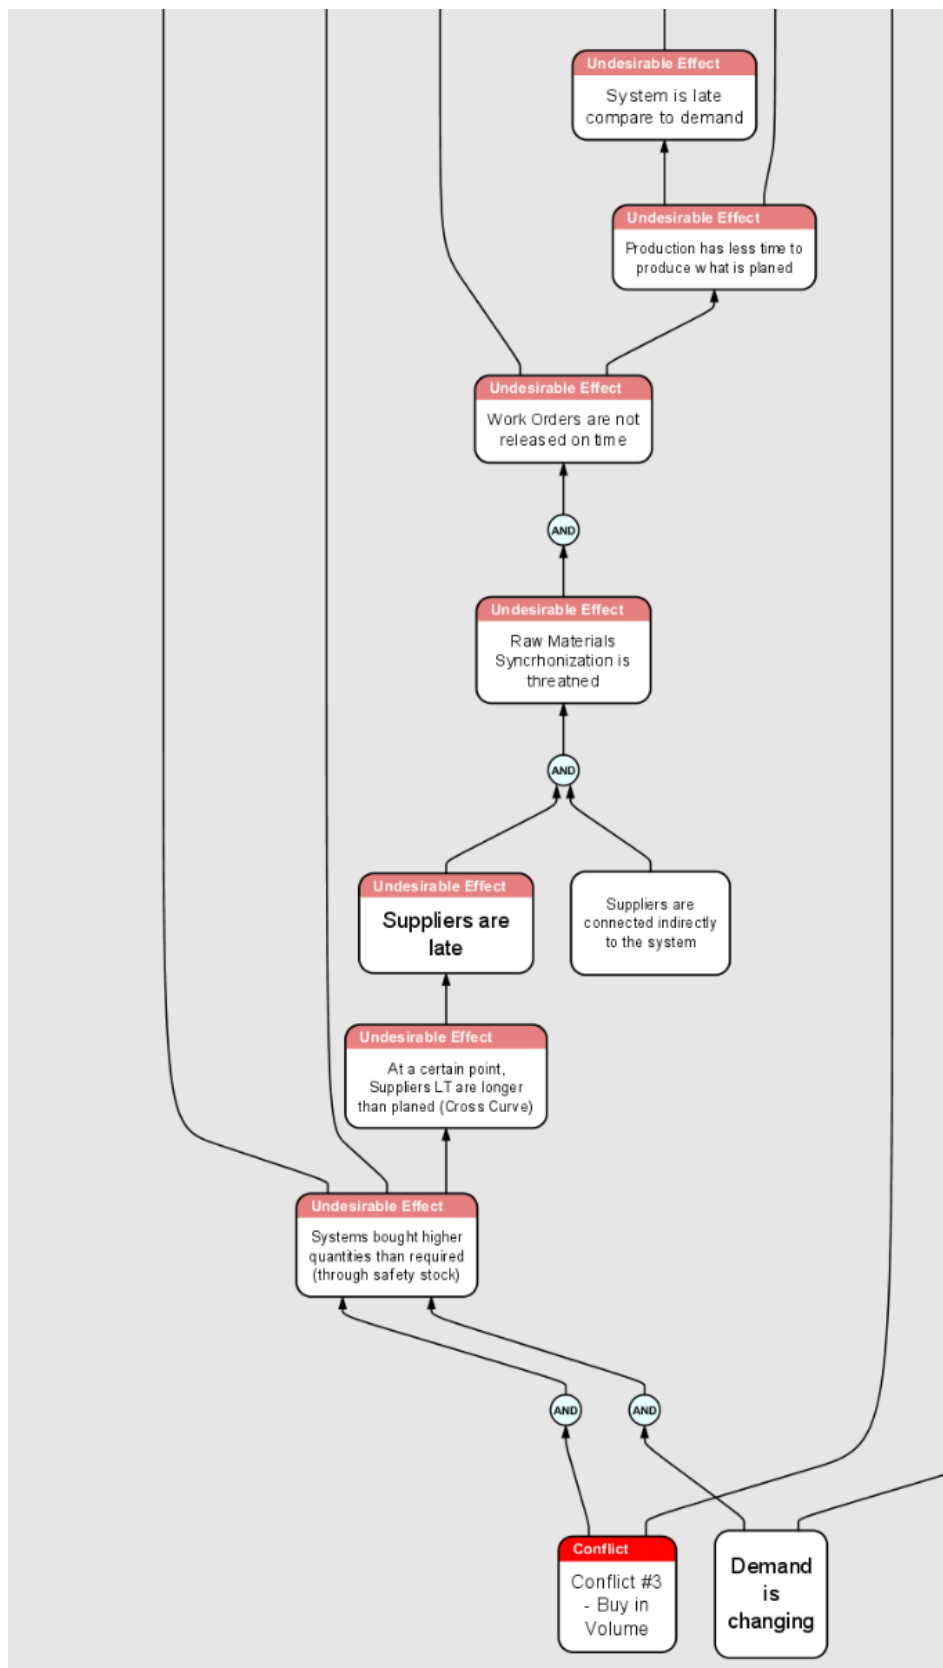 Undesirable Effect
System is late
compare to demand
Undesirable Effect
Production has less time to
produce what is planed
Undesirable Effect
Work Orders are not
released on time
AND
Undesirable Effect
Raw Materials
Syncrhonization is
threatned
AND
Undesirable Effect
Suppliers are
late
Suppliers are
connected indirectly
to the system
Undesirable Effect
At a certain point,
Suppliers LT are longer
than planed (Cross Curve)
Undesirable Effect
Systems bought higher
quantities than required
(through safety stock)
AND
AND
Conflict
Conflict #3
- Buy in
Volume
Demand
is
changing